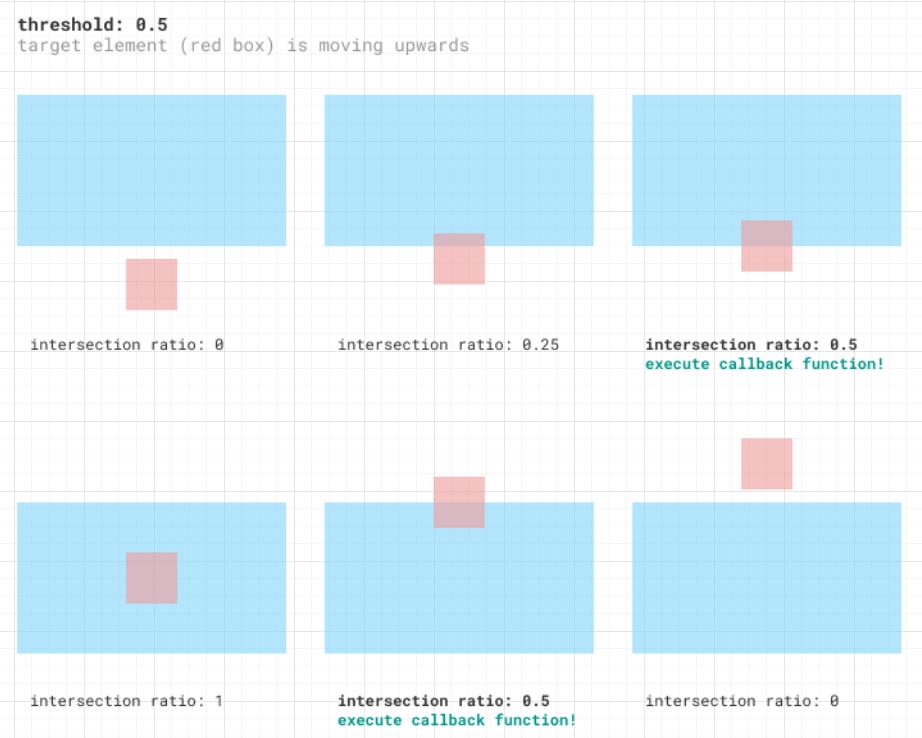 threshold: 0.5
target element (red box) is moving upwards
intersection ratio: 0
intersection ratio: 0.25
intersection ratio: 0.5
execute callback function!
intersection ratio: 1
intersection ratio: 0.5
execute callback function!
intersection ratio: 0